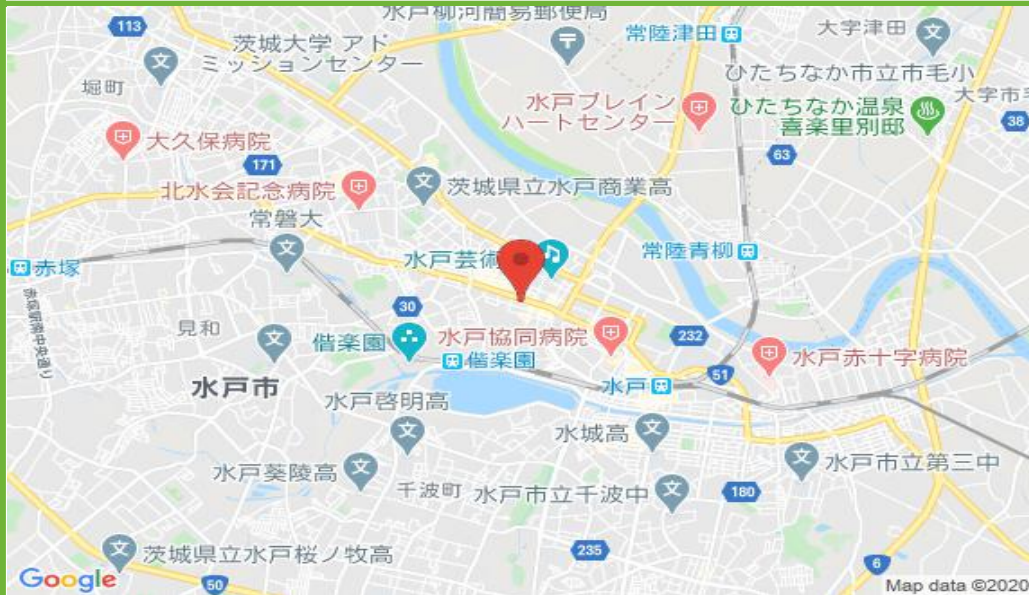 水戸柳河簡易郵便局
113
茨城大学 アド
ミッションセンター
常陸津田
大字津田
堀町
ひたちなか市立市毛小
水戸ブレイン
ハートセンター
ひたちなか温泉
喜楽里別邸
大字市毛
38
大久保病院
171
63
北水会記念病院
茨城県立水戸商業高
常磐大
赤塚
水戸芸術
常陸青柳
30
見和
偕楽園
水戸協同病院
232
偕楽園
水戸赤十字病院
51
水戸市
水戸
水戸啓明高
水城高
水戸葵陵高
千波町
水戸市立千波中
水戸市立第三中
180
茨城県立水戸桜ノ牧高
235
6
Google
50
Map data ©2020